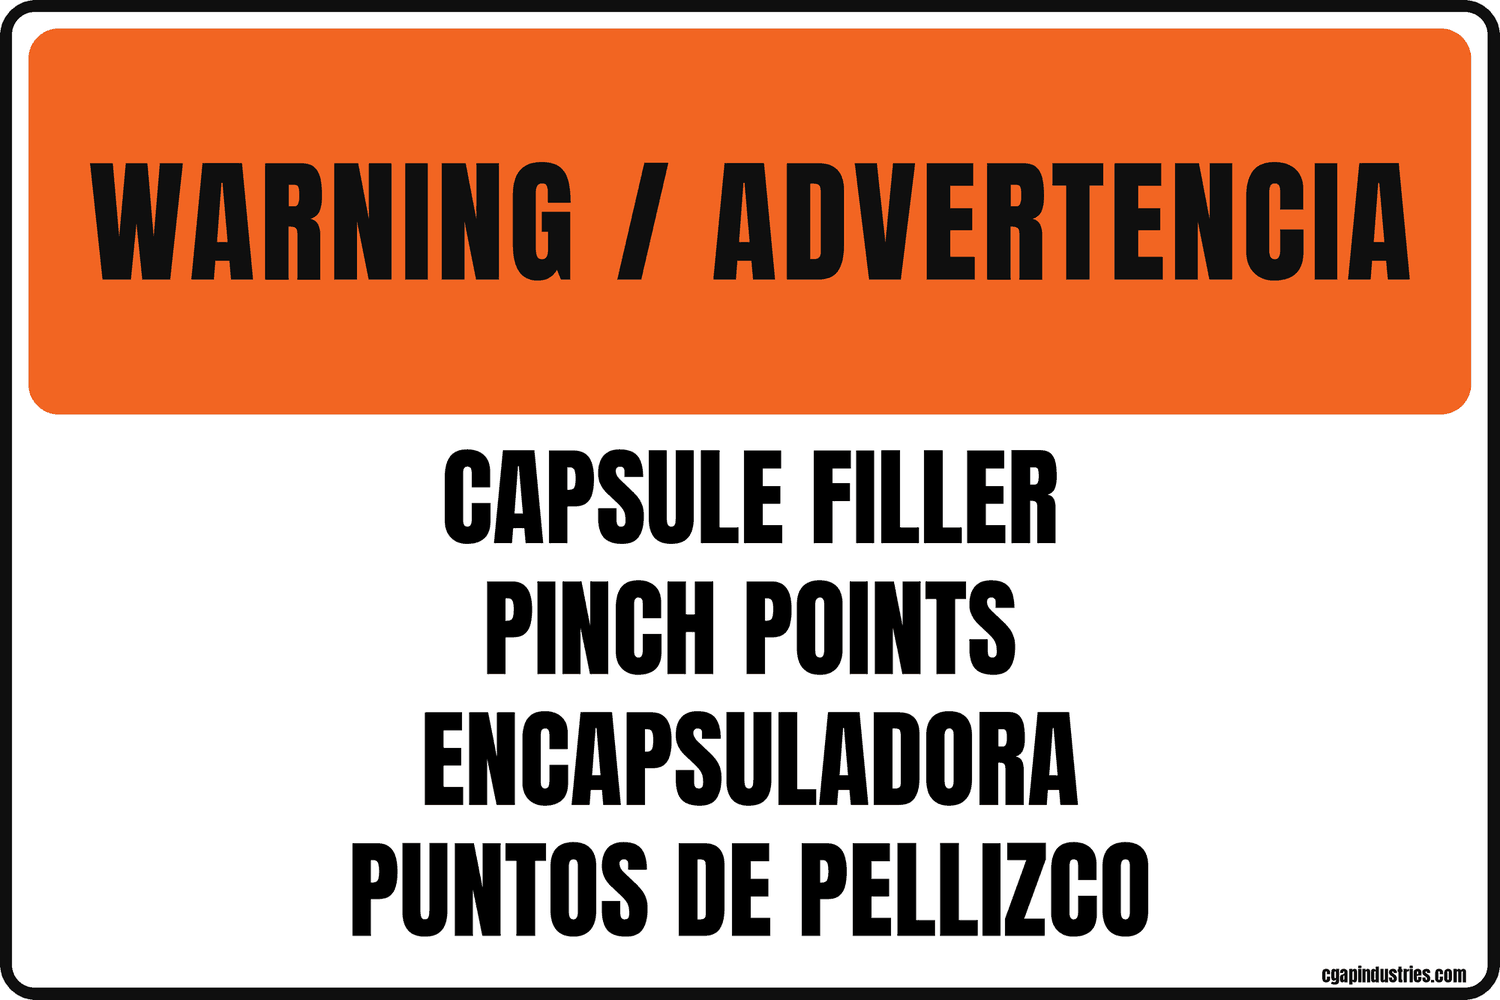 WARNING / ADVERTENCIA
CAPSULE FILLER
PINCH POINTS
ENCAPSULADORA
PUNTOS DE PELLIZCO
cgapindustries.com